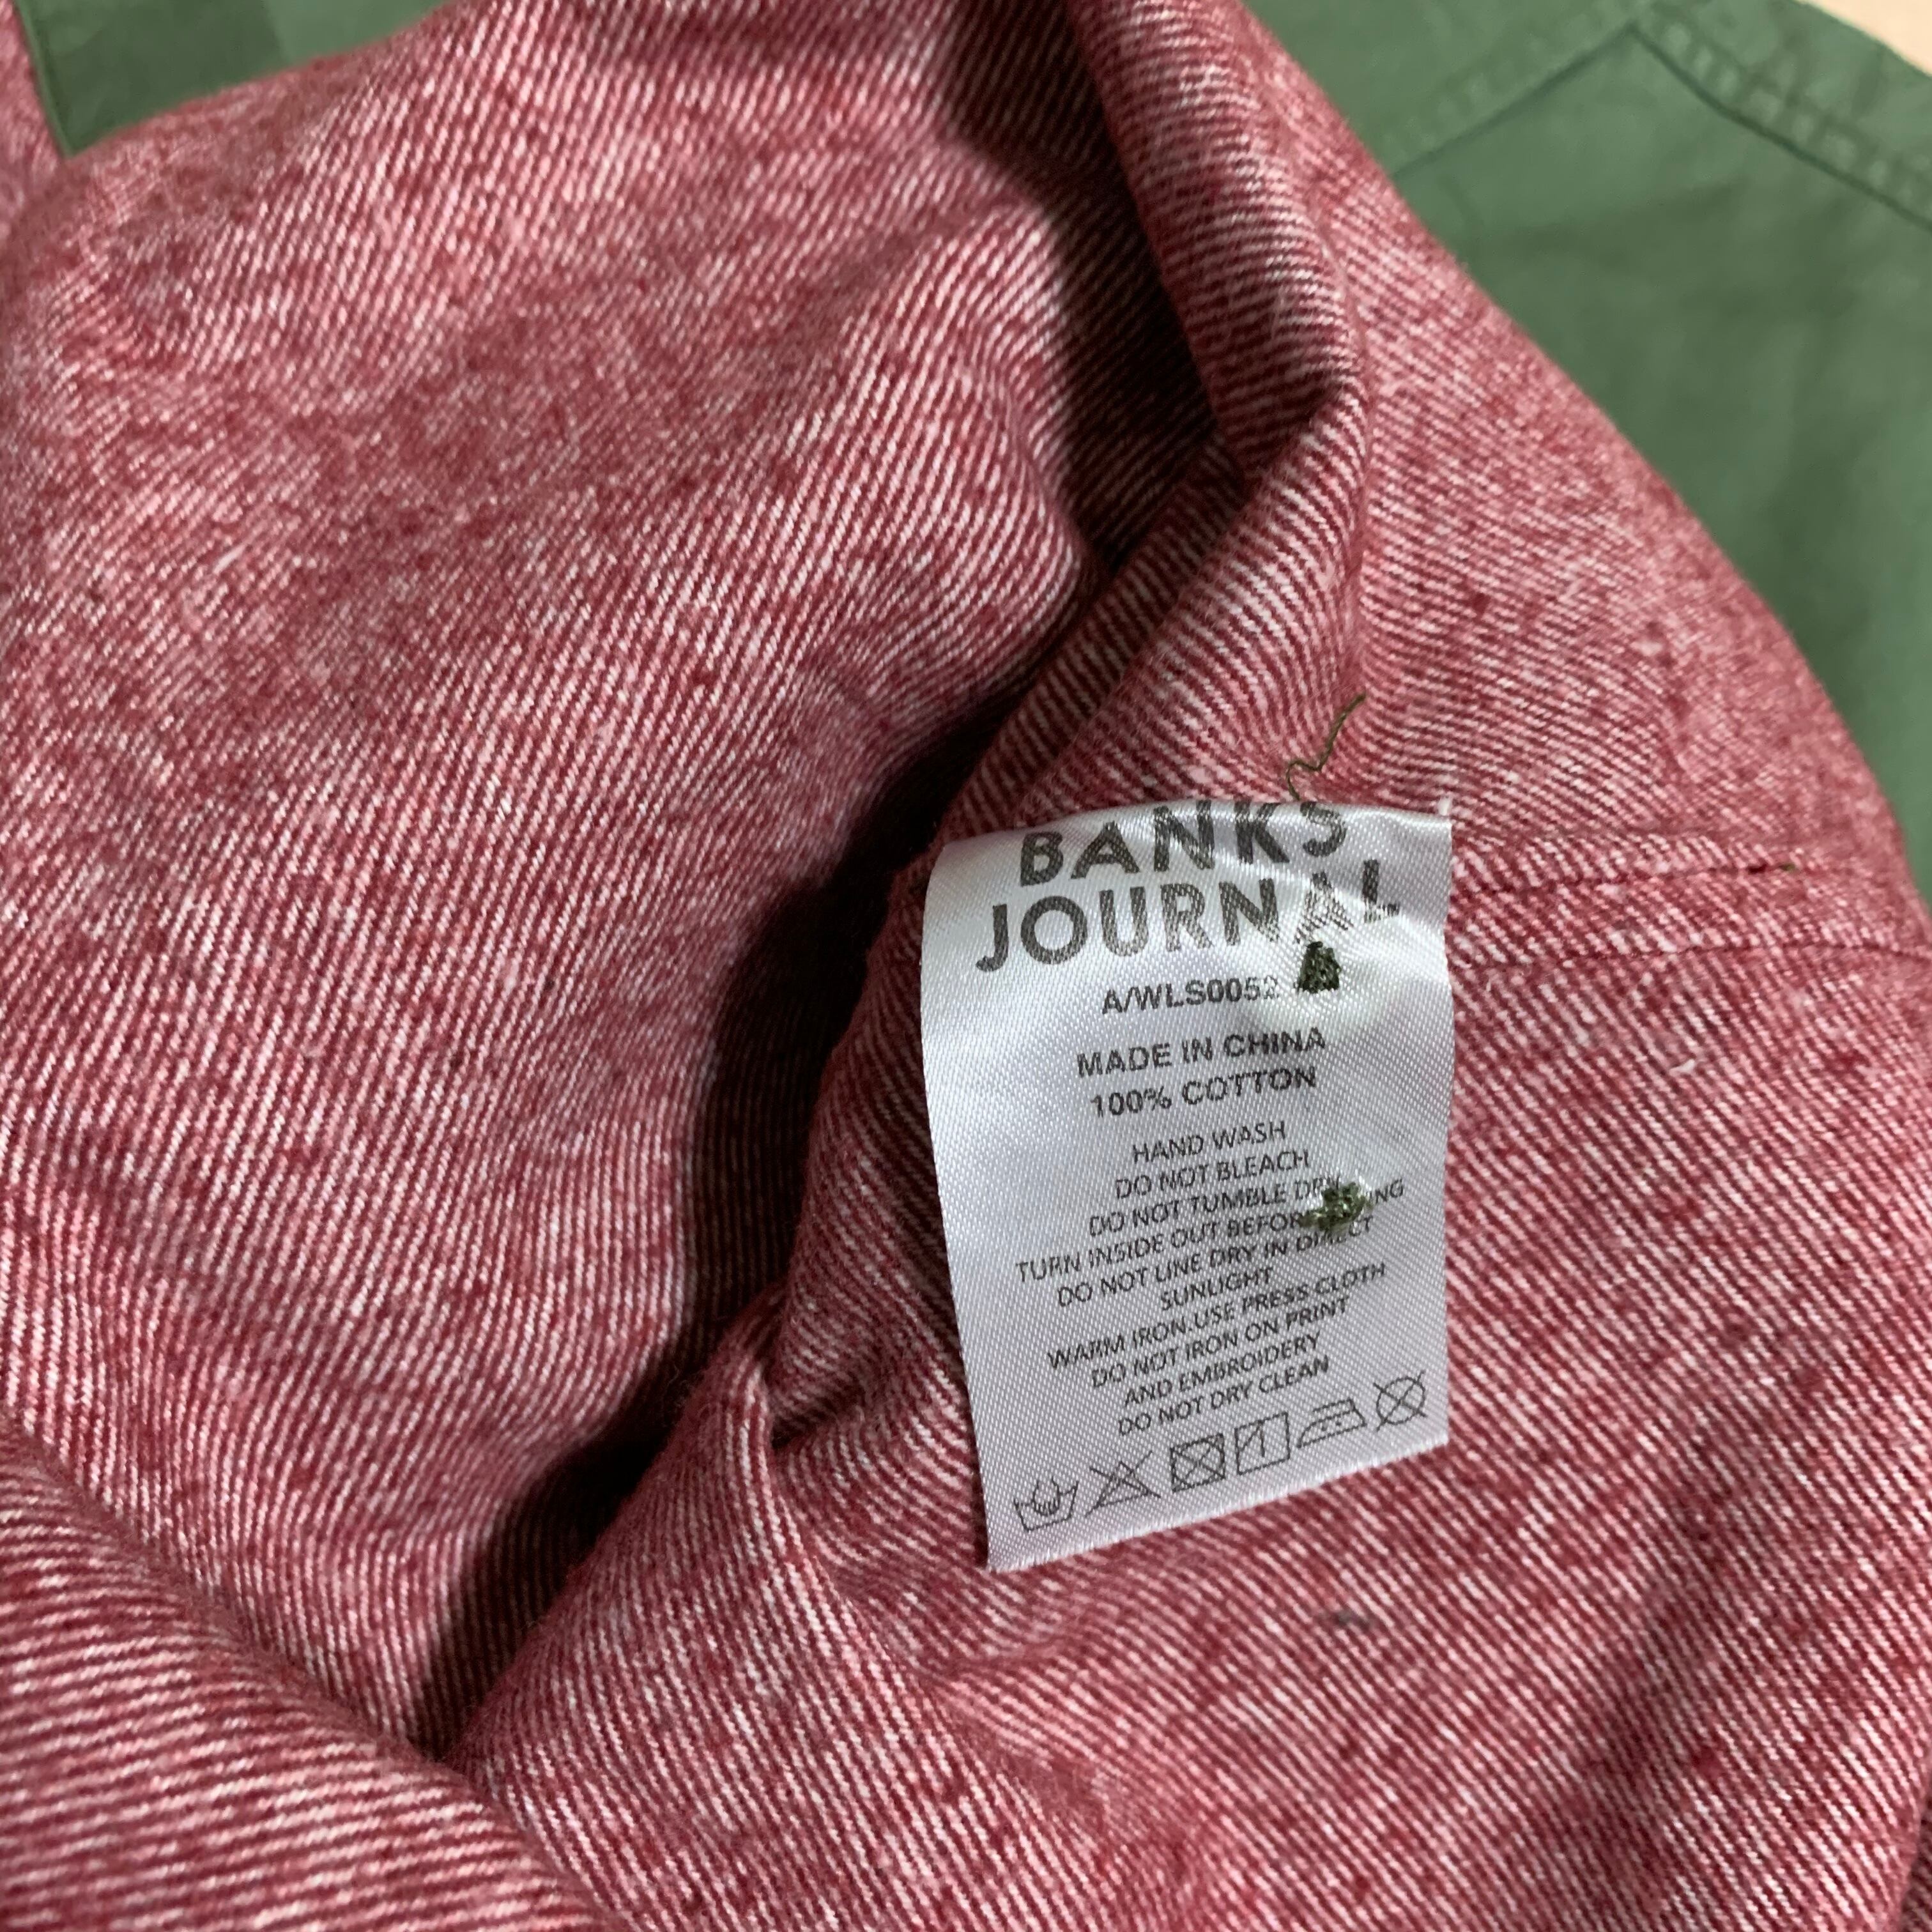 BANKS
JOURNAL
A/WLS0052
MADE IN CHINA
100% COTTON
HAND WASH
DO NOT BLEACH
DO NOT TUMBLE DRY
TURN INSIDE OUT BEFORE
DO NOT LINE DRY IN DIRECT
SUNLIGHT
WARM IRON.USE PRESS CLOTH
DO NOT IRON ON PRINT
AND EMBROIDERY
DO NOT DRY CLEAN